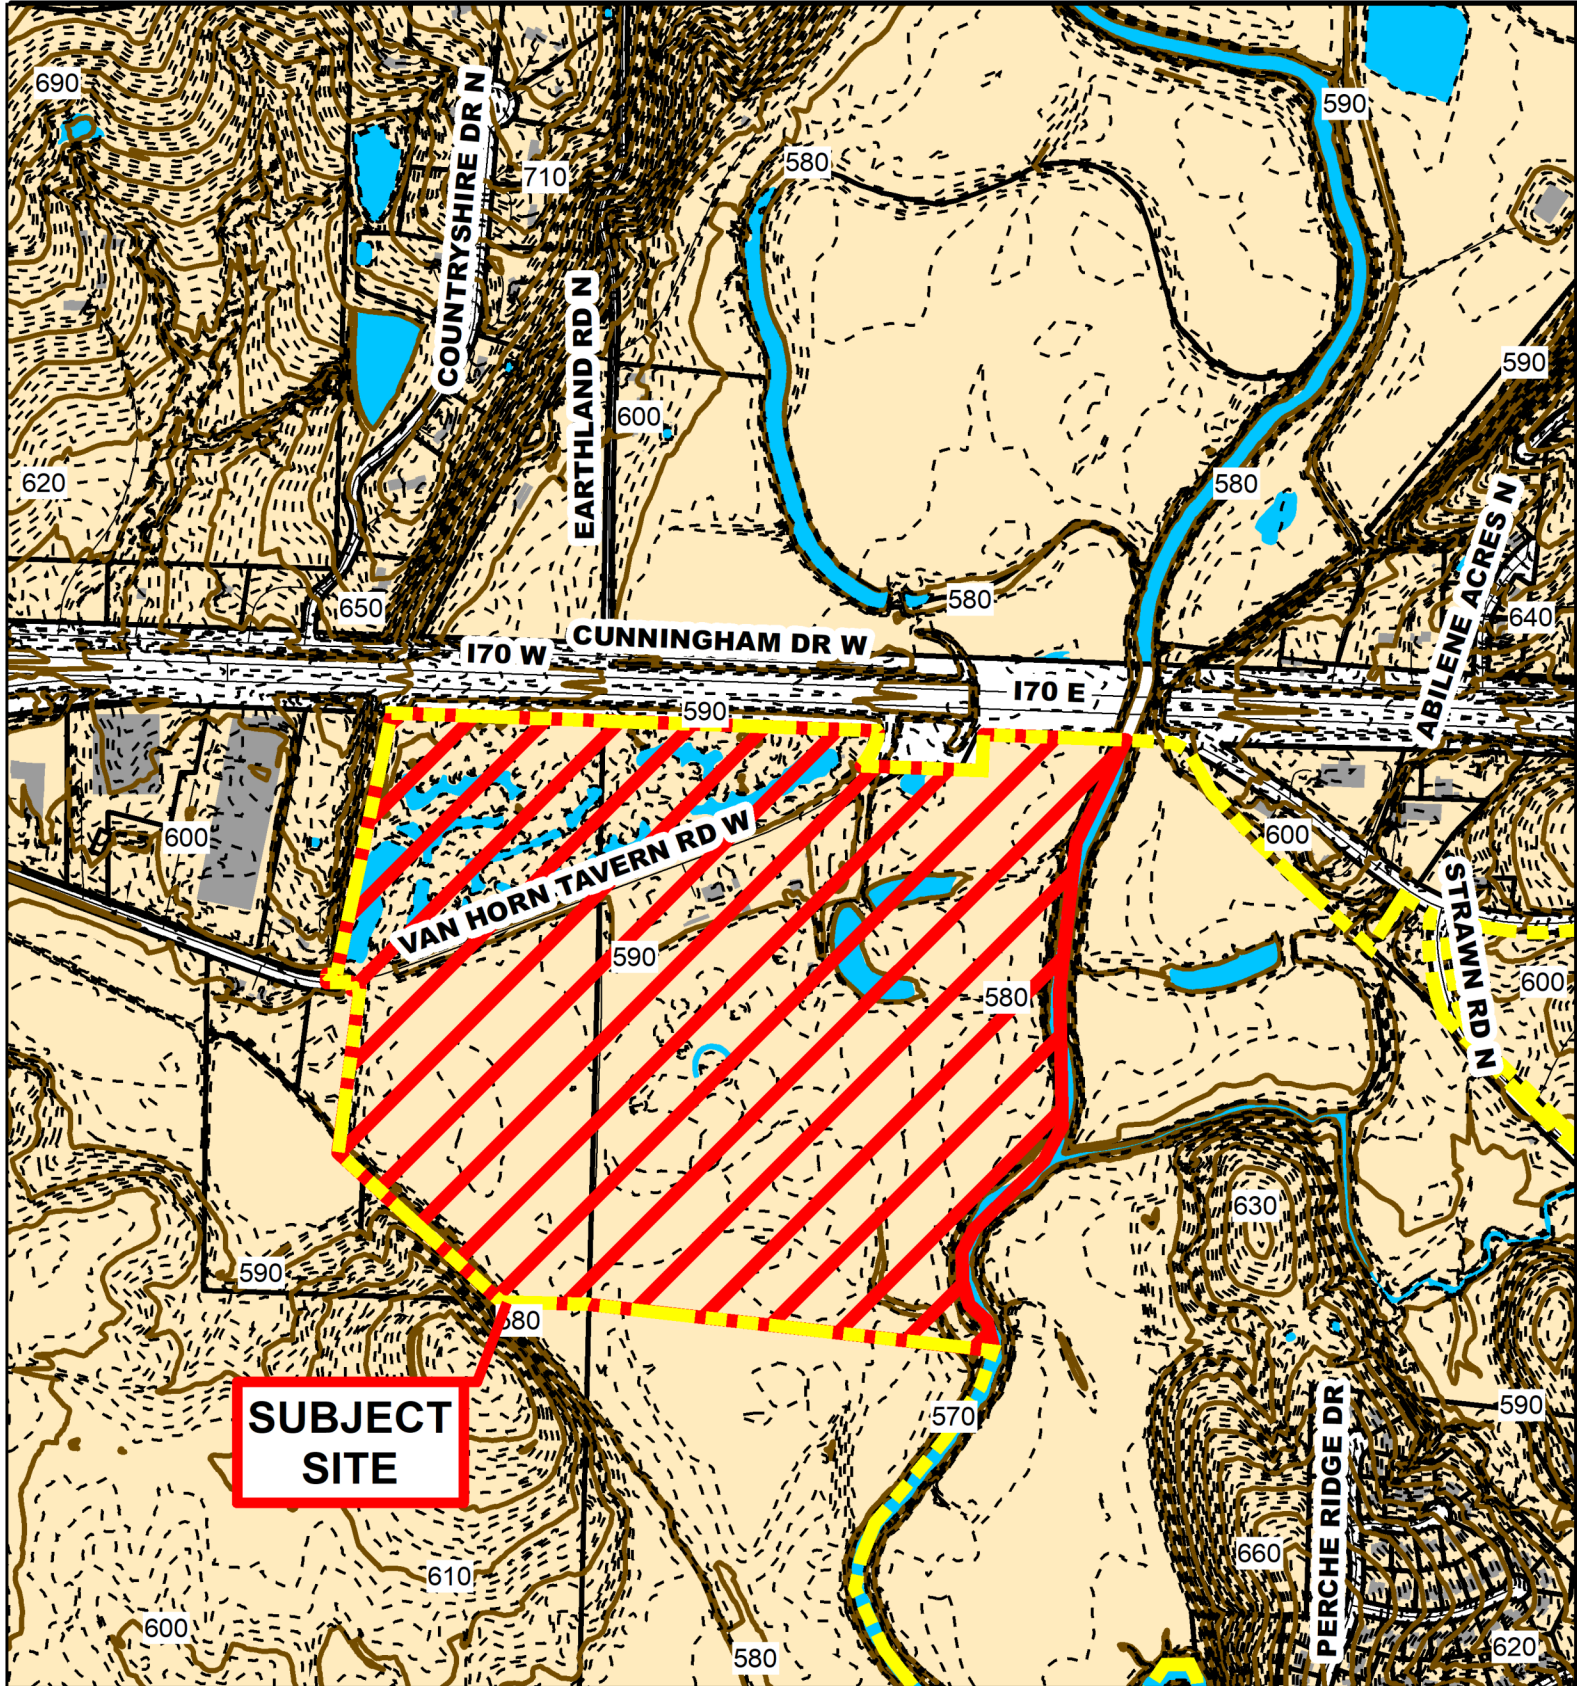 690
590
COUNTRYSHIRE DR N
580
710
EARTHLAND RD N
590
600
620
580
ABILENE ACRES N
580
650
640
CUNNINGHAM DR W
I70 W
I70 E
590
600
600
VAN HORN TAVERN RD W
STRAWN RD N
590
600
580
630
590
580
SUBJECT
SITE
590
570
PERCHE RIDGE DR
660
610
600
620
580